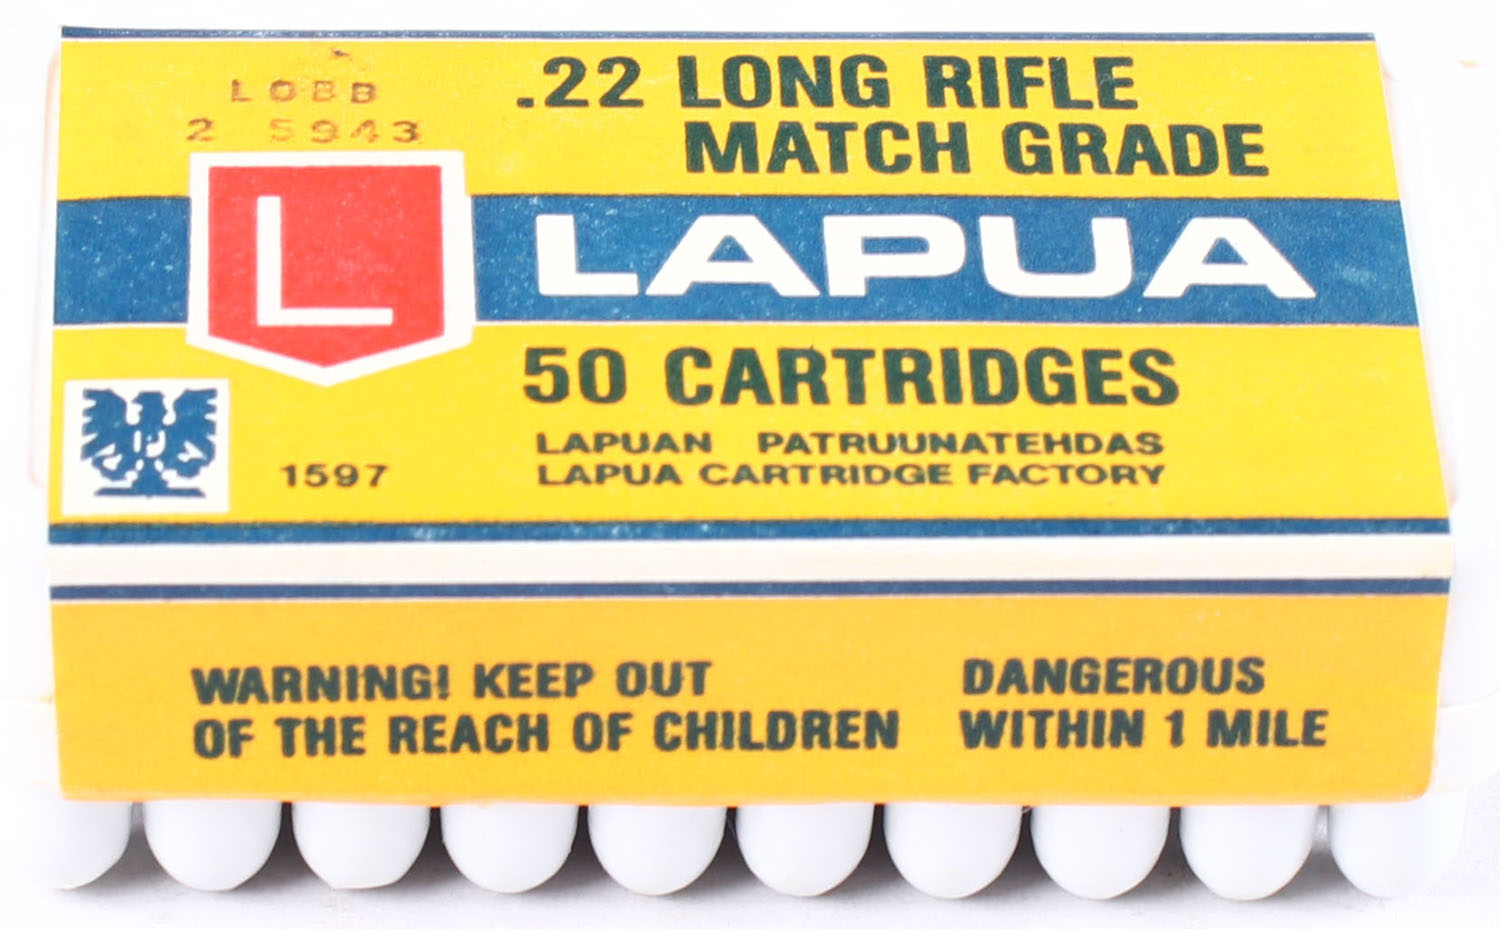 LOBB
2 5943
.22 LONG RIFLE
MATCH GRADE
L
LAPUA
50 CARTRIDGES
LAPUAN PATRUUNATEHDAS
1597
LAPUA CARTRIDGE FACTORY
WARNING! KEEP OUT
OF THE REACH OF CHILDREN
DANGEROUS
WITHIN 1 MILE